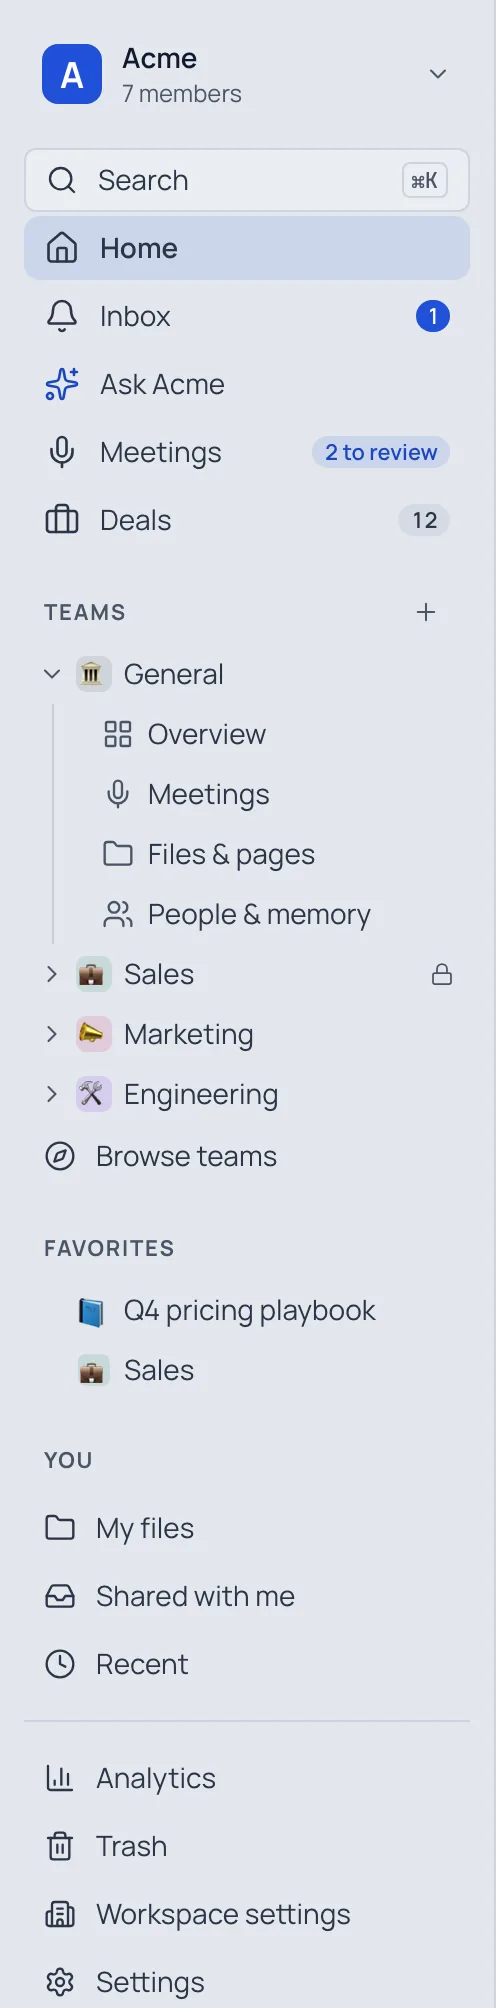 A
Acme
7 members
Search ⌘K
Home
Inbox 1
Ask Acme
Meetings 2 to review
Deals 12
TEAMS
General
Overview
Meetings
Files & pages
People & memory
Sales
Marketing
Engineering
Browse teams
FAVORITES
Q4 pricing playbook
Sales
YOU
My files
Shared with me
Recent
Analytics
Trash
Workspace settings
Settings